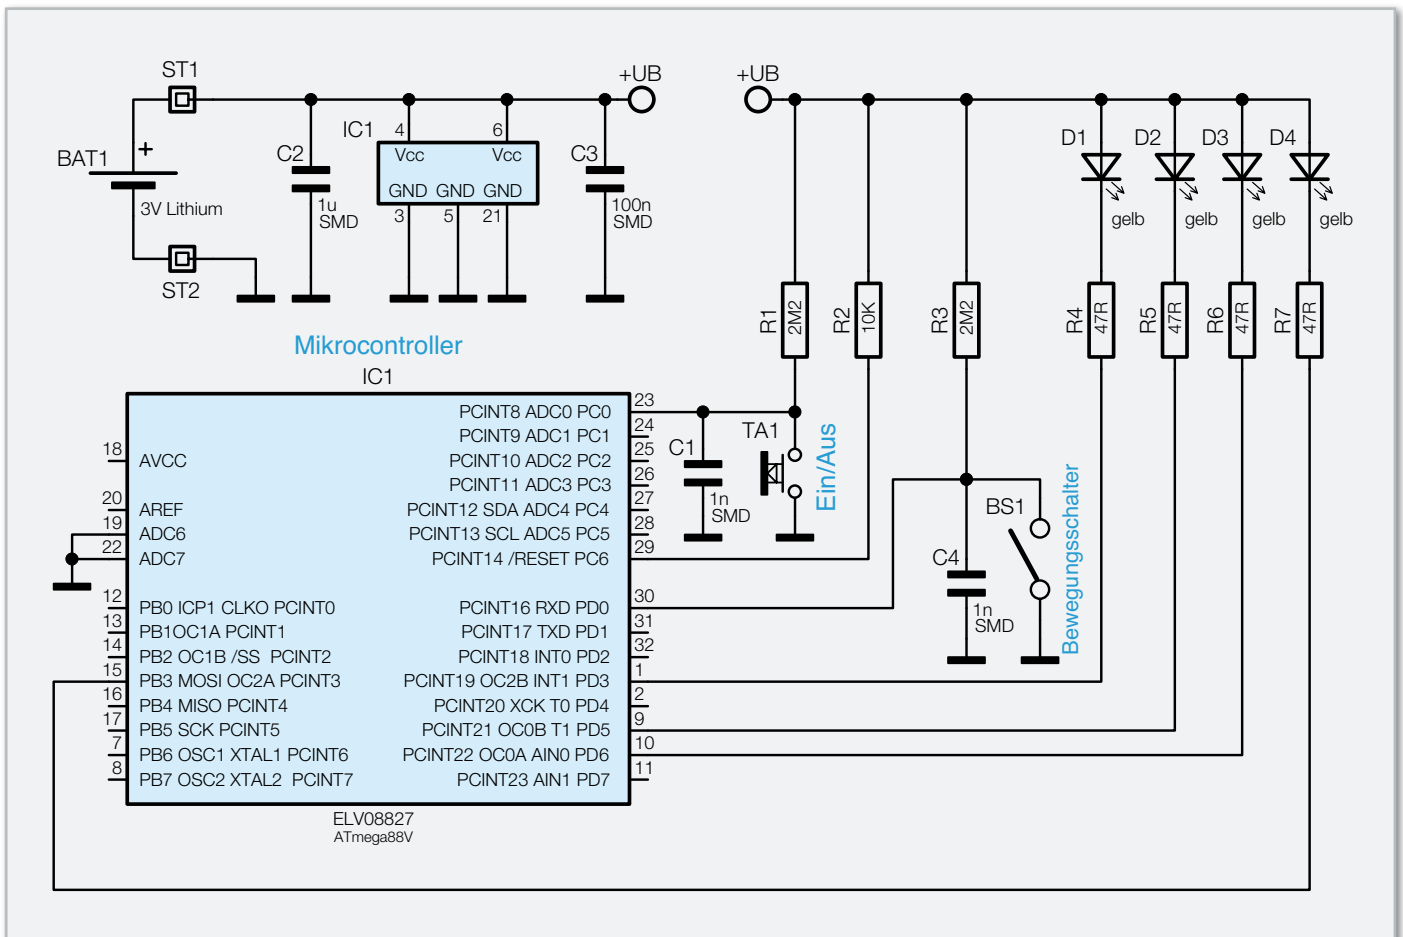 ST1
+UB
+UB
IC1
4
6
Vcc
Vcc
GND
GND
GND
3
5
21
BAT1
+
3V Lithium
ST2
C2
1u
SMD
C3
100n
SMD
D1
gelb
D2
gelb
D3
gelb
D4
gelb
R1
2M2
R2
10K
R3
2M2
R4
47R
R5
47R
R6
47R
R7
47R
Mikrocontroller
IC1
18
AVCC
20
AREF
19
ADC6
22
ADC7
12
PB0 ICP1 CLKO PCINT0
13
PB1OC1A PCINT1
14
PB2 OC1B /SS PCINT2
15
PB3 MOSI OC2A PCINT3
16
PB4 MISO PCINT4
17
PB5 SCK PCINT5
7
PB6 OSC1 XTAL1 PCINT6
8
PB7 OSC2 XTAL2 PCINT7
PCINT8 ADC0 PC0
23
PCINT9 ADC1 PC1
24
PCINT10 ADC2 PC2
25
PCINT11 ADC3 PC3
26
PCINT12 SDA ADC4 PC4
27
PCINT13 SCL ADC5 PC5
28
PCINT14 /RESET PC6
29
PCINT16 RXD PD0
30
PCINT17 TXD PD1
31
PCINT18 INT0 PD2
32
PCINT19 OC2B INT1 PD3
1
PCINT20 XCK T0 PD4
2
PCINT21 OC0B T1 PD5
9
PCINT22 OC0A AIN0 PD6
10
PCINT23 AIN1 PD7
11
ELV08827
ATmega88V
C1
1n
SMD
TA1
Ein/Aus
C4
1n
SMD
BS1
Bewegungsschalter